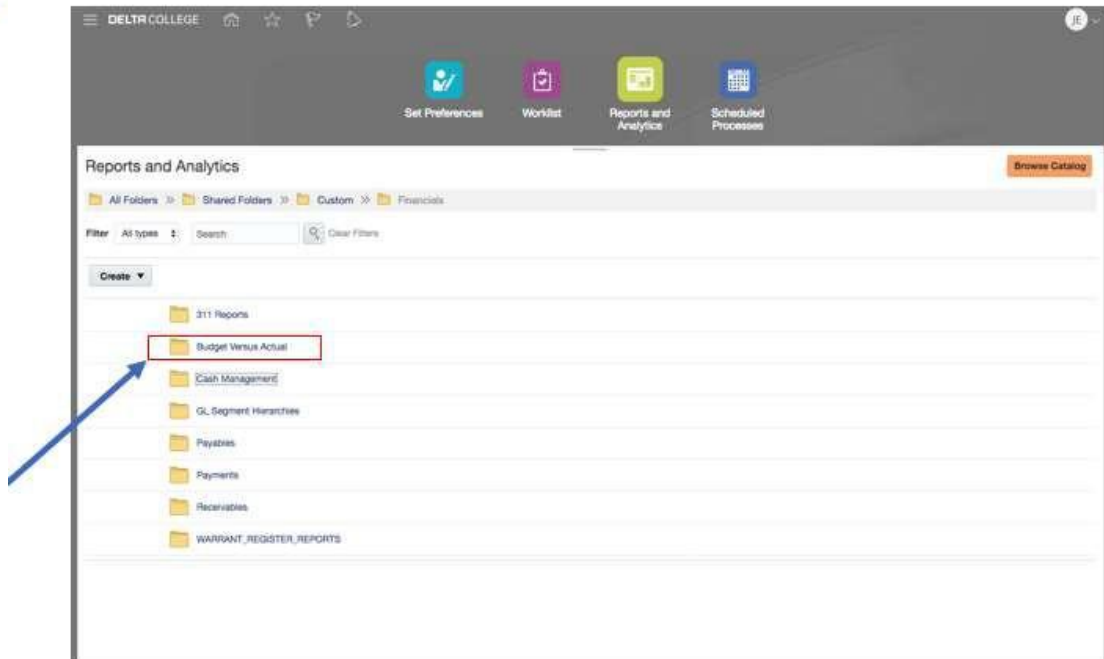 DELTA COLLEGE
JE
Set Preferences
Worklist
Reports and Analytics
Scheduled Processes
Reports and Analytics
Browse Catalog
All Folders » Shared Folders » Custom » Financials
Filter All types Search Clear Filters
Create ▼
311 Reports
Budget Versus Actual
Cash Management
GL Segment Hierarchies
Payables
Payments
Receivables
WARRANT_REGISTER_REPORTS